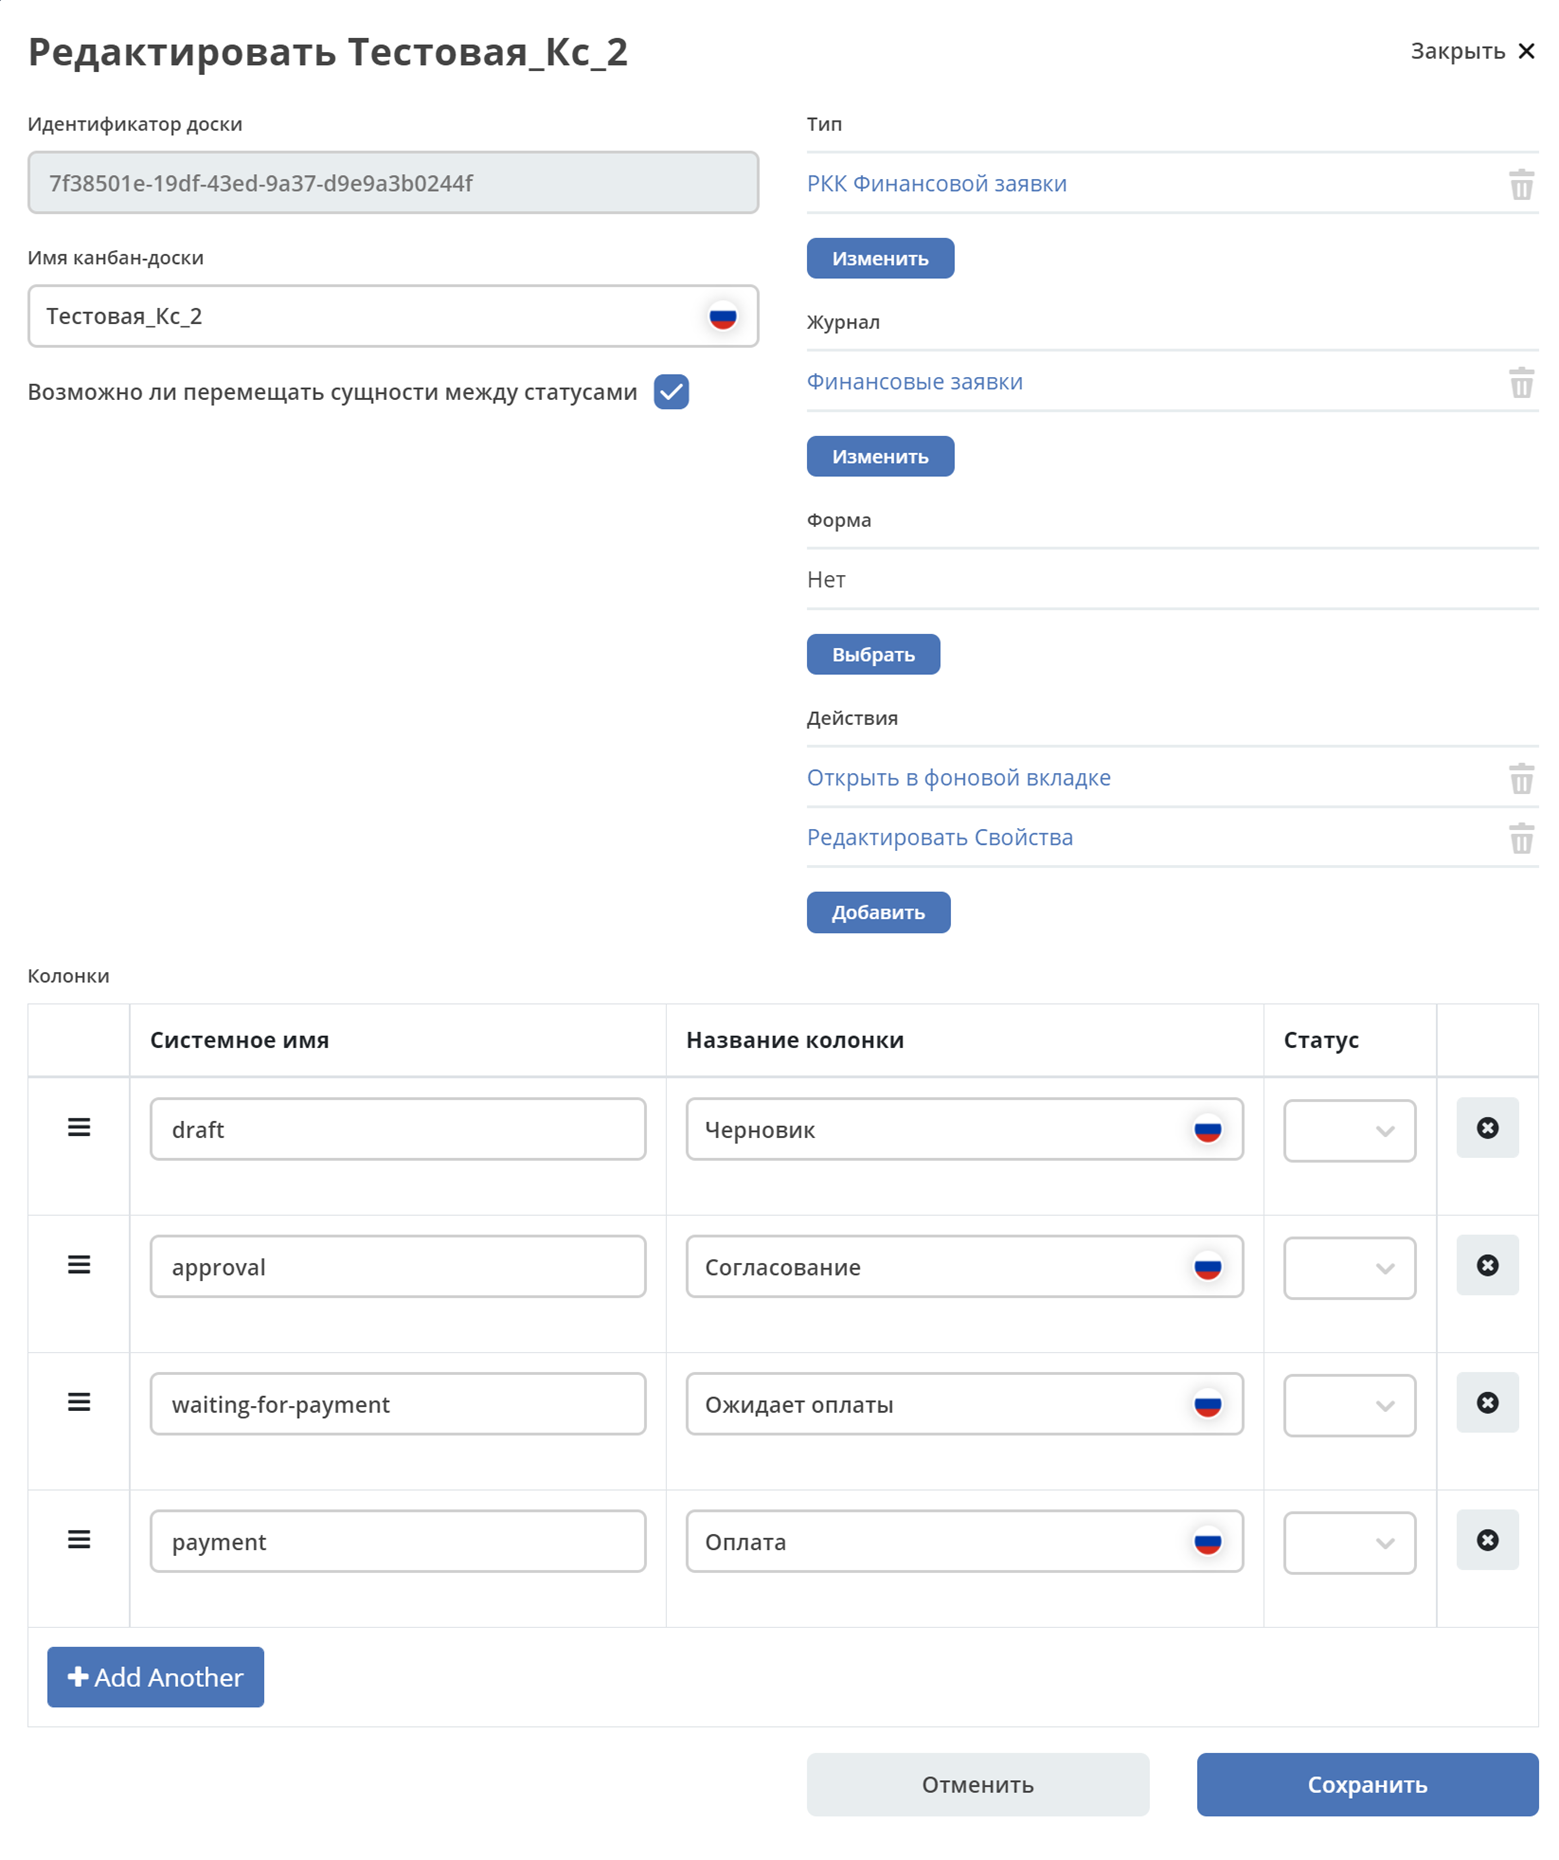 Редактировать Тестовая_Кс_2
Закрыть
Идентификатор доски
7f38501e-19df-43ed-9a37-d9e9a3b0244f
Имя канбан-доски
Тестовая_Кс_2
Возможно ли перемещать сущности между статусами
Тип
РКК Финансовой заявки
Изменить
Журнал
Финансовые заявки
Изменить
Форма
Нет
Выбрать
Действия
Открыть в фоновой вкладке
Редактировать Свойства
Добавить
Колонки
Системное имя Название колонки Статус
draft Черновик
approval Согласование
waiting-for-payment Ожидает оплаты
payment Оплата
Add Another
Отменить Сохранить